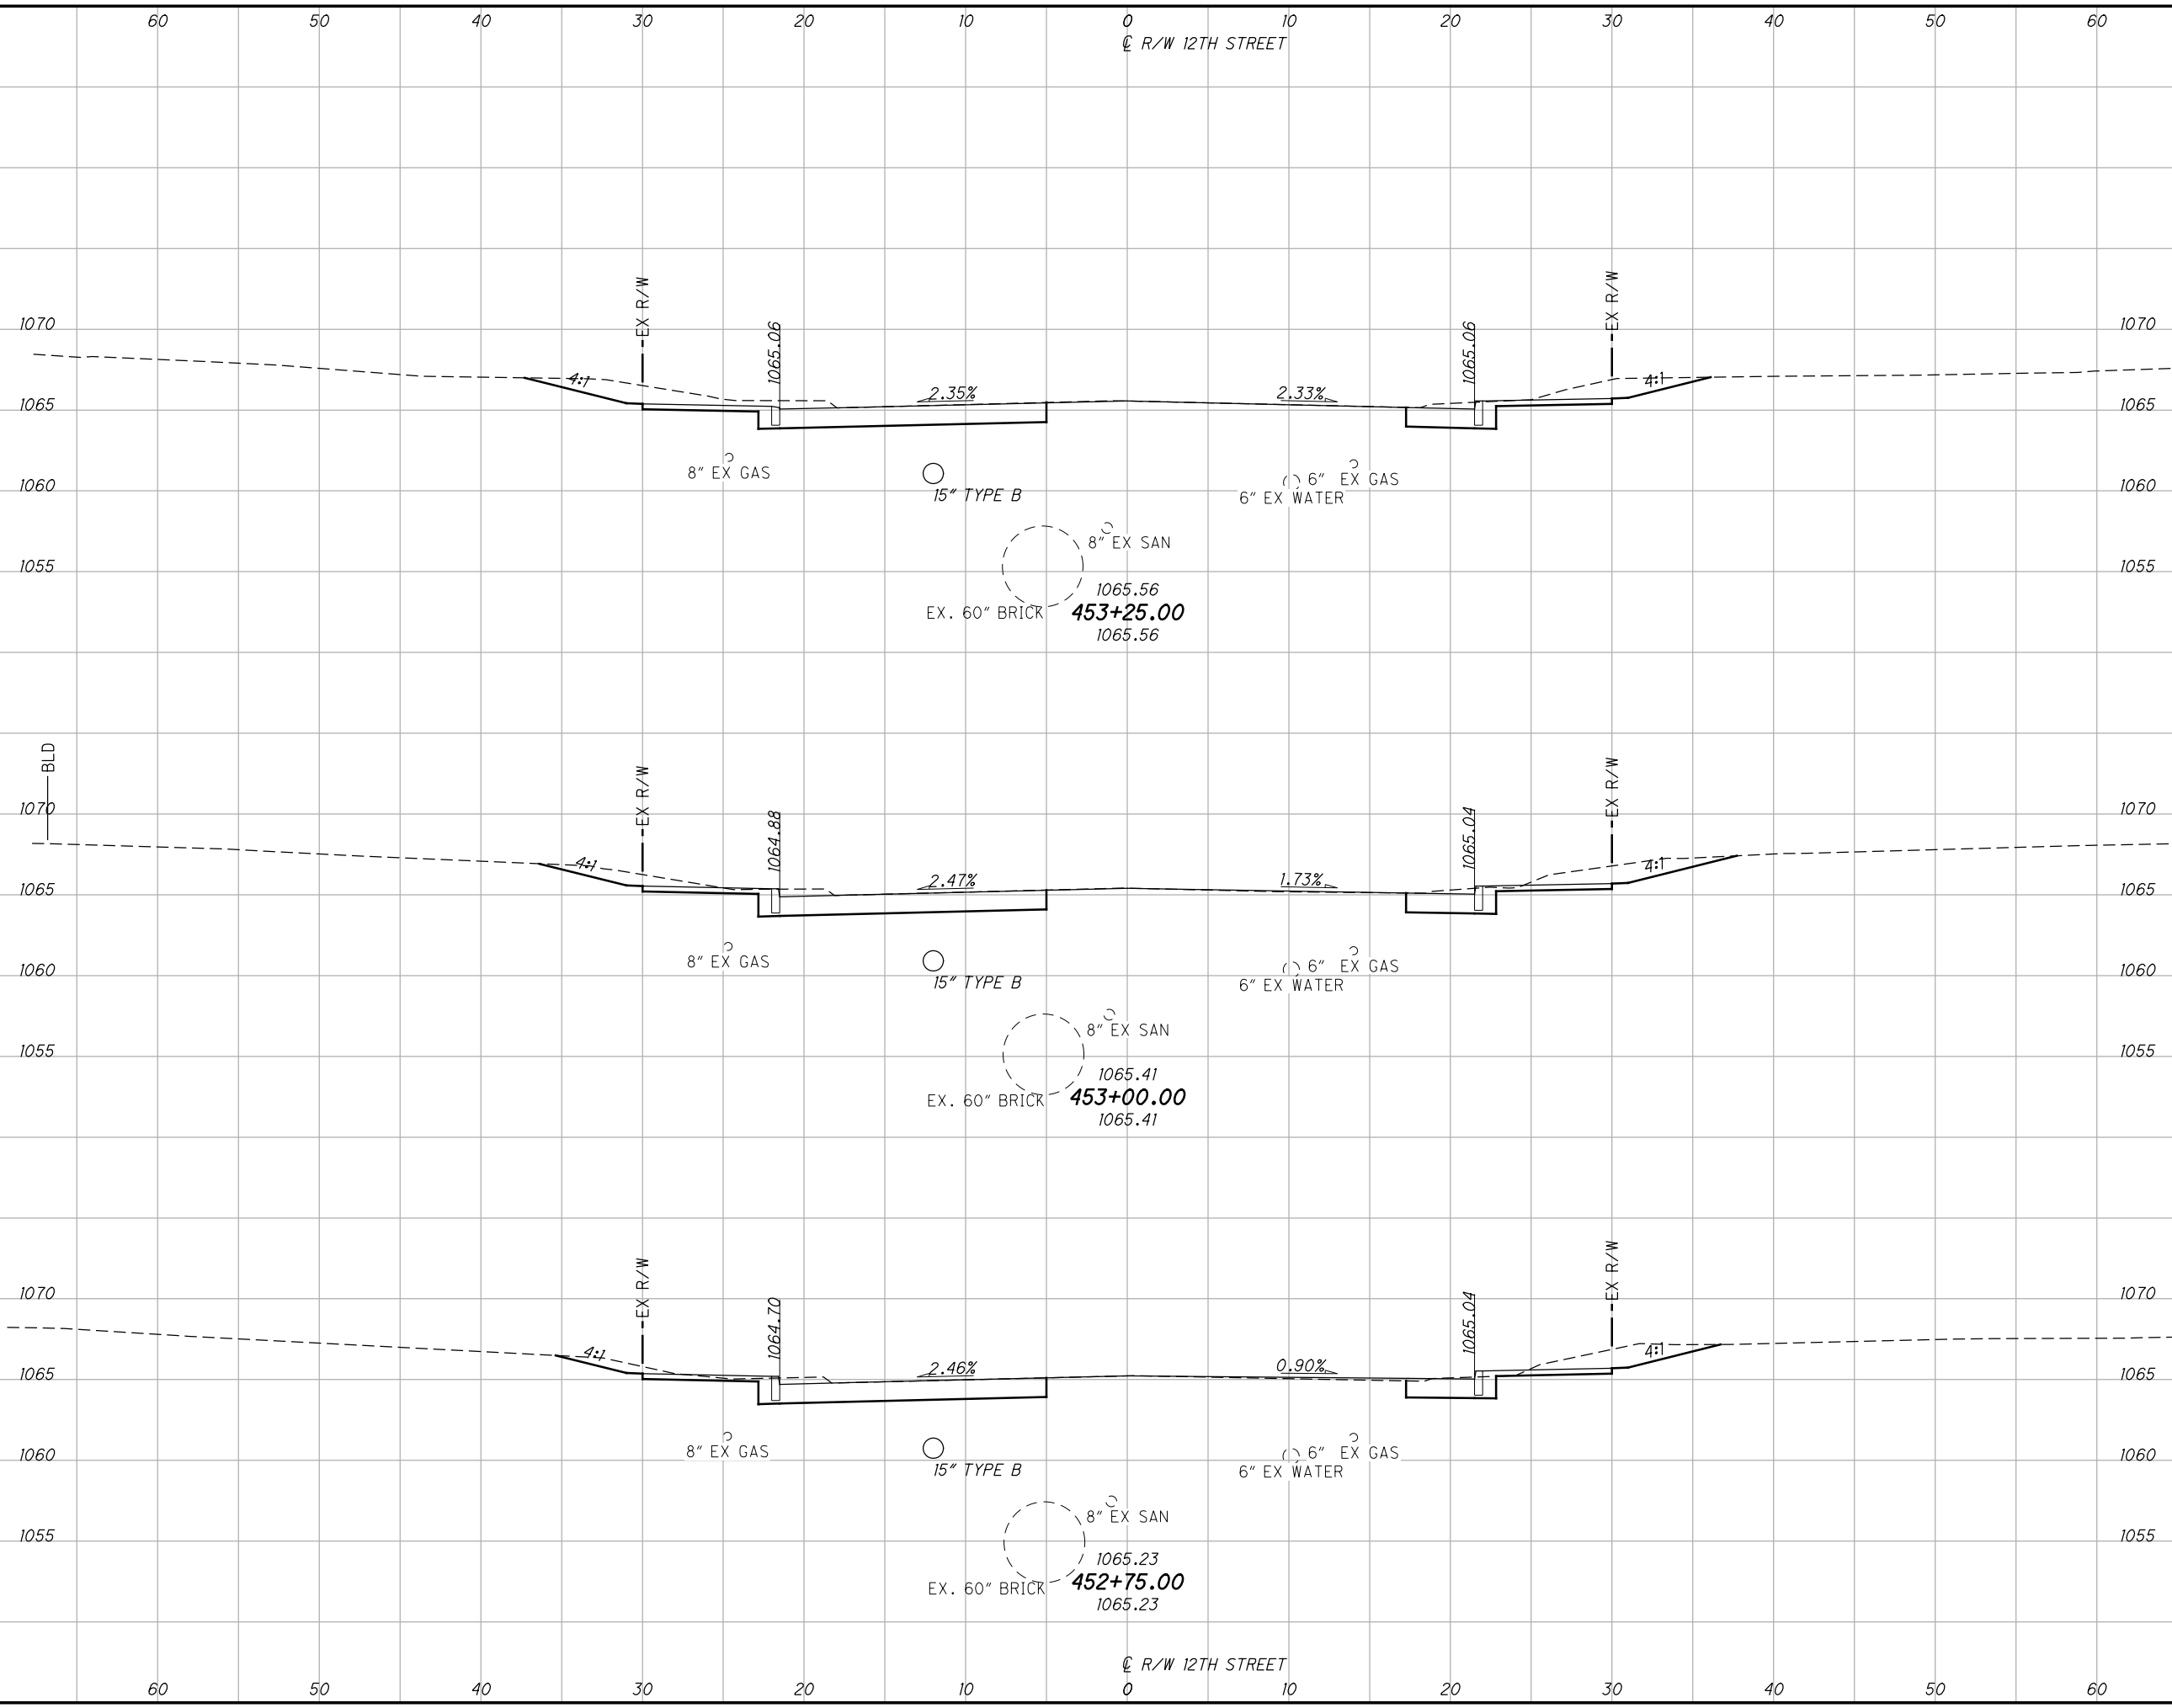 60 50 40 30 20 10 0 10 20 30 40 50 60
℄ R/W 12TH STREET
EX R/W
EX R/W
1065.06
1065.06
1070 1070
4:1
4:1
2.35%
2.33%
1065 1065
8" EX GAS
15" TYPE B
6" EX GAS
6" EX WATER
1060 1060
8" EX SAN
1055 1055
1065.56
EX. 60" BRICK
453+25.00
1065.56
BLD
EX R/W
EX R/W
1064.88
1065.04
1070 1070
4:1
4:1
2.47%
1.73%
1065 1065
8" EX GAS
15" TYPE B
6" EX GAS
6" EX WATER
1060 1060
8" EX SAN
1055 1055
1065.41
EX. 60" BRICK
453+00.00
1065.41
EX R/W
EX R/W
1064.70
1065.04
1070 1070
4:1
4:1
2.46%
0.90%
1065 1065
8" EX GAS
15" TYPE B
6" EX GAS
6" EX WATER
1060 1060
8" EX SAN
1055 1055
1065.23
EX. 60" BRICK
452+75.00
1065.23
℄ R/W 12TH STREET
60 50 40 30 20 10 0 10 20 30 40 50 60